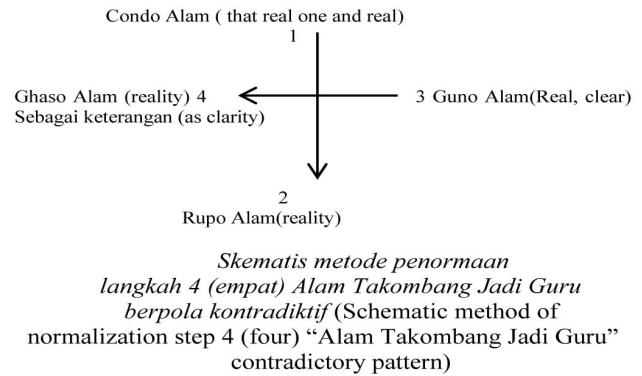 Condo Alam ( that real one and real)
1
Ghaso Alam (reality) 4
Sebagai keterangan (as clarity)
3 Guno Alam(Real, clear)
2
Rupo Alam(reality)
Skematis metode penormaan
langkah 4 (empat) Alam Takombang Jadi Guru
berpola kontradiktif (Schematic method of
normalization step 4 (four) “Alam Takombang Jadi Guru”
contradictory pattern)